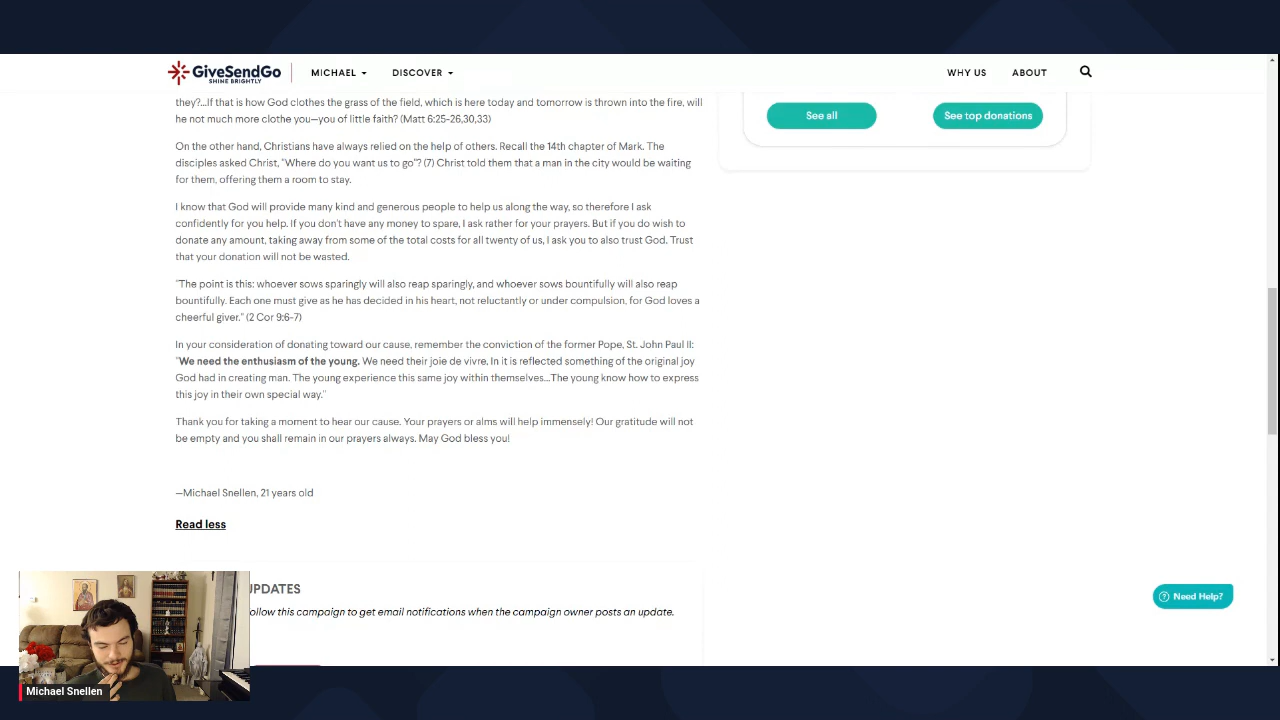 GiveSendGo
SHINE BRIGHTLY
MICHAEL
DISCOVER
WHY US
ABOUT
they?...If that is how God clothes the grass of the field, which is here today and tomorrow is thrown into the fire, will
he not much more clothe you—you of little faith? (Matt 6:25-26,30,33)
On the other hand, Christians have always relied on the help of others. Recall the 14th chapter of Mark. The
disciples asked Christ, "Where do you want us to go"? (7) Christ told them that a man in the city would be waiting
for them, offering them a room to stay.
I know that God will provide many kind and generous people to help us along the way, so therefore I ask
confidently for you help. If you don't have any money to spare, I ask rather for your prayers. But if you do wish to
donate any amount, taking away from some of the total costs for all twenty of us, I ask you to also trust God. Trust
that your donation will not be wasted.
"The point is this: whoever sows sparingly will also reap sparingly, and whoever sows bountifully will also reap
bountifully. Each one must give as he has decided in his heart, not reluctantly or under compulsion, for God loves a
cheerful giver." (2 Cor 9:6-7)
In your consideration of donating toward our cause, remember the conviction of the former Pope, St. John Paul II:
"We need the enthusiasm of the young. We need their joie de vivre. In it is reflected something of the original joy
God had in creating man. The young experience this same joy within themselves...The young know how to express
this joy in their own special way."
Thank you for taking a moment to hear our cause. Your prayers or alms will help immensely! Our gratitude will not
be empty and you shall remain in our prayers always. May God bless you!
—Michael Snellen, 21 years old
Read less
See all
See top donations
UPDATES
ollow this campaign to get email notifications when the campaign owner posts an update.
Need Help?
Michael Snellen